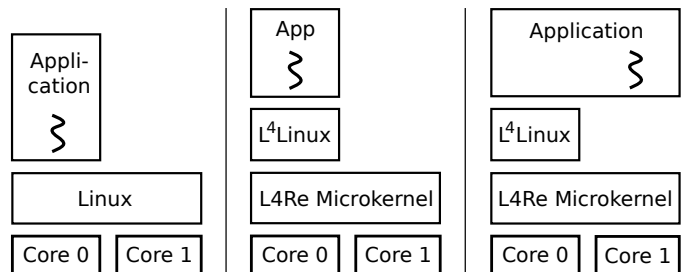 Appli-
cation
Linux
Core 0
Core 1
App
L⁴Linux
L4Re Microkernel
Core 0
Core 1
Application
L⁴Linux
L4Re Microkernel
Core 0
Core 1